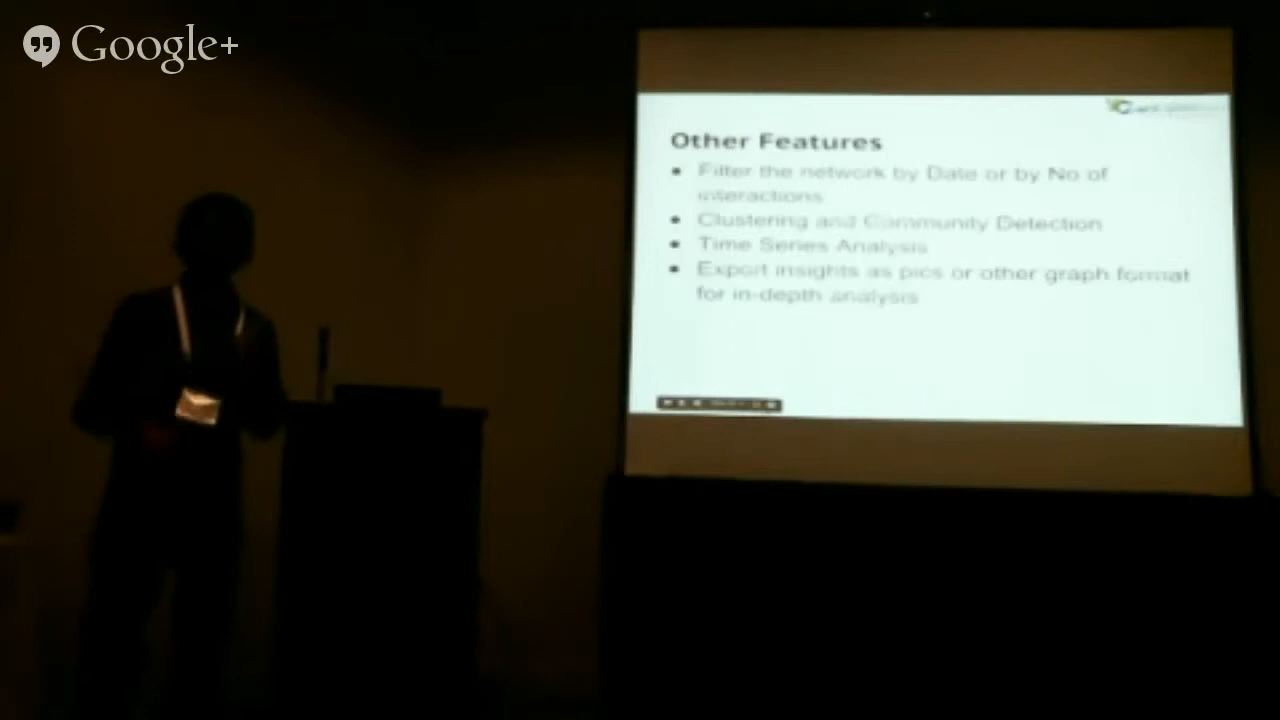 Google+
Other Features
Filter the network by Date or by No of
interactions
Clustering and Community Detection
Time Series Analysis
Export insights as pics or other graph format
for in-depth analysis